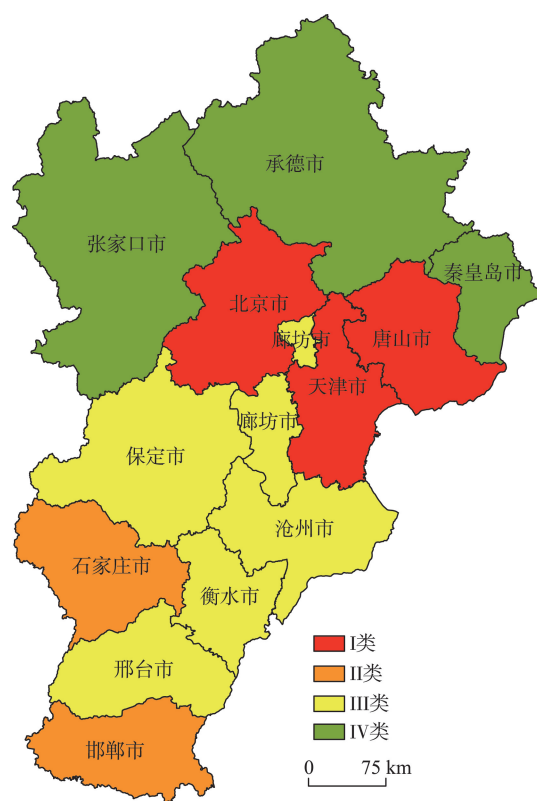 承德市
张家口市
秦皇岛市
北京市
廊坊市
唐山市
天津市
廊坊市
保定市
沧州市
石家庄市
衡水市
邢台市
邯郸市
I类
II类
III类
IV类
0 75 km